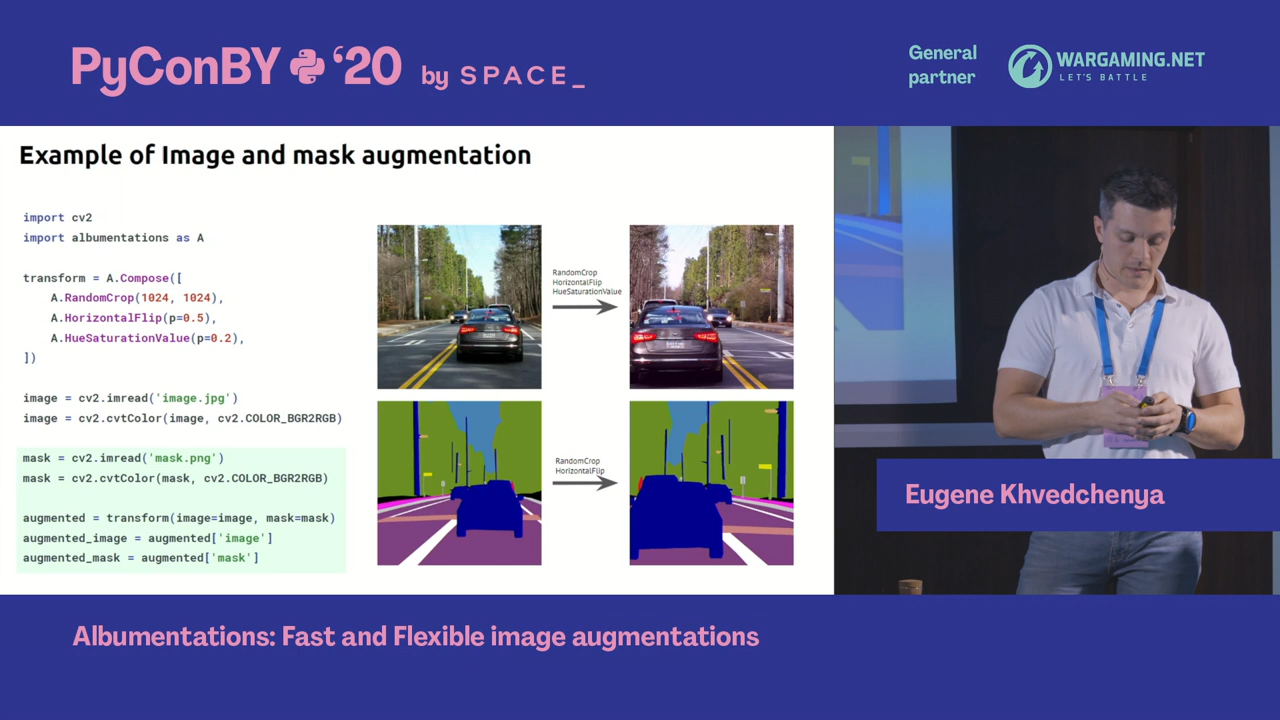 PyConBY '20 by SPACE_
General
partner
WARGAMING.NET
LET'S BATTLE
Example of Image and mask augmentation
import cv2
import albumentations as A
transform = A.Compose([
    A.RandomCrop(1024, 1024),
    A.HorizontalFlip(p=0.5),
    A.HueSaturationValue(p=0.2),
])
image = cv2.imread('image.jpg')
image = cv2.cvtColor(image, cv2.COLOR_BGR2RGB)
mask = cv2.imread('mask.png')
mask = cv2.cvtColor(mask, cv2.COLOR_BGR2RGB)
augmented = transform(image=image, mask=mask)
augmented_image = augmented['image']
augmented_mask = augmented['mask']
RandomCrop
HorizontalFlip
HueSaturationValue
RandomCrop
HorizontalFlip
Eugene Khvedchenya
Albumentations: Fast and Flexible image augmentations